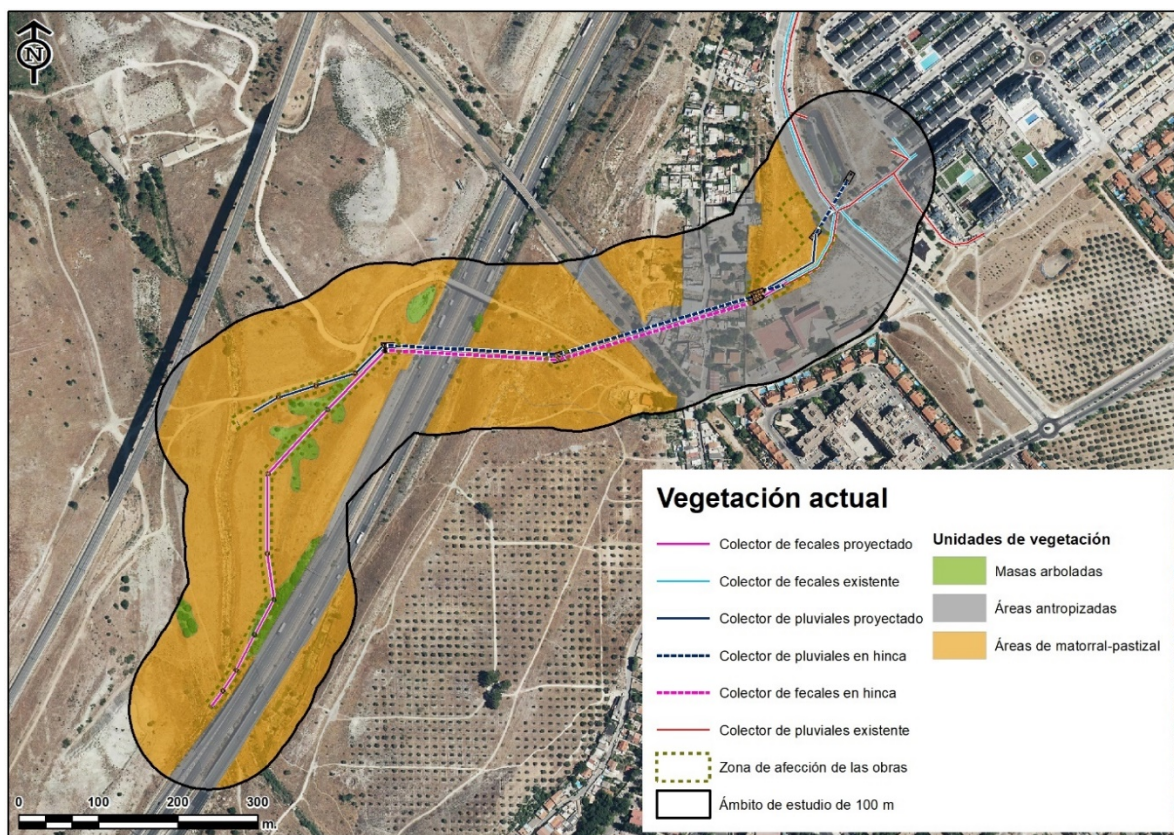 N
Vegetación actual
Colector de fecales proyectado
Colector de fecales existente
Colector de pluviales proyectado
Colector de pluviales en hinca
Colector de fecales en hinca
Colector de pluviales existente
Zona de afección de las obras
Ámbito de estudio de 100 m
Unidades de vegetación
Masas arboladas
Áreas antropizadas
Áreas de matorral-pastizal
0 100 200 300
m.